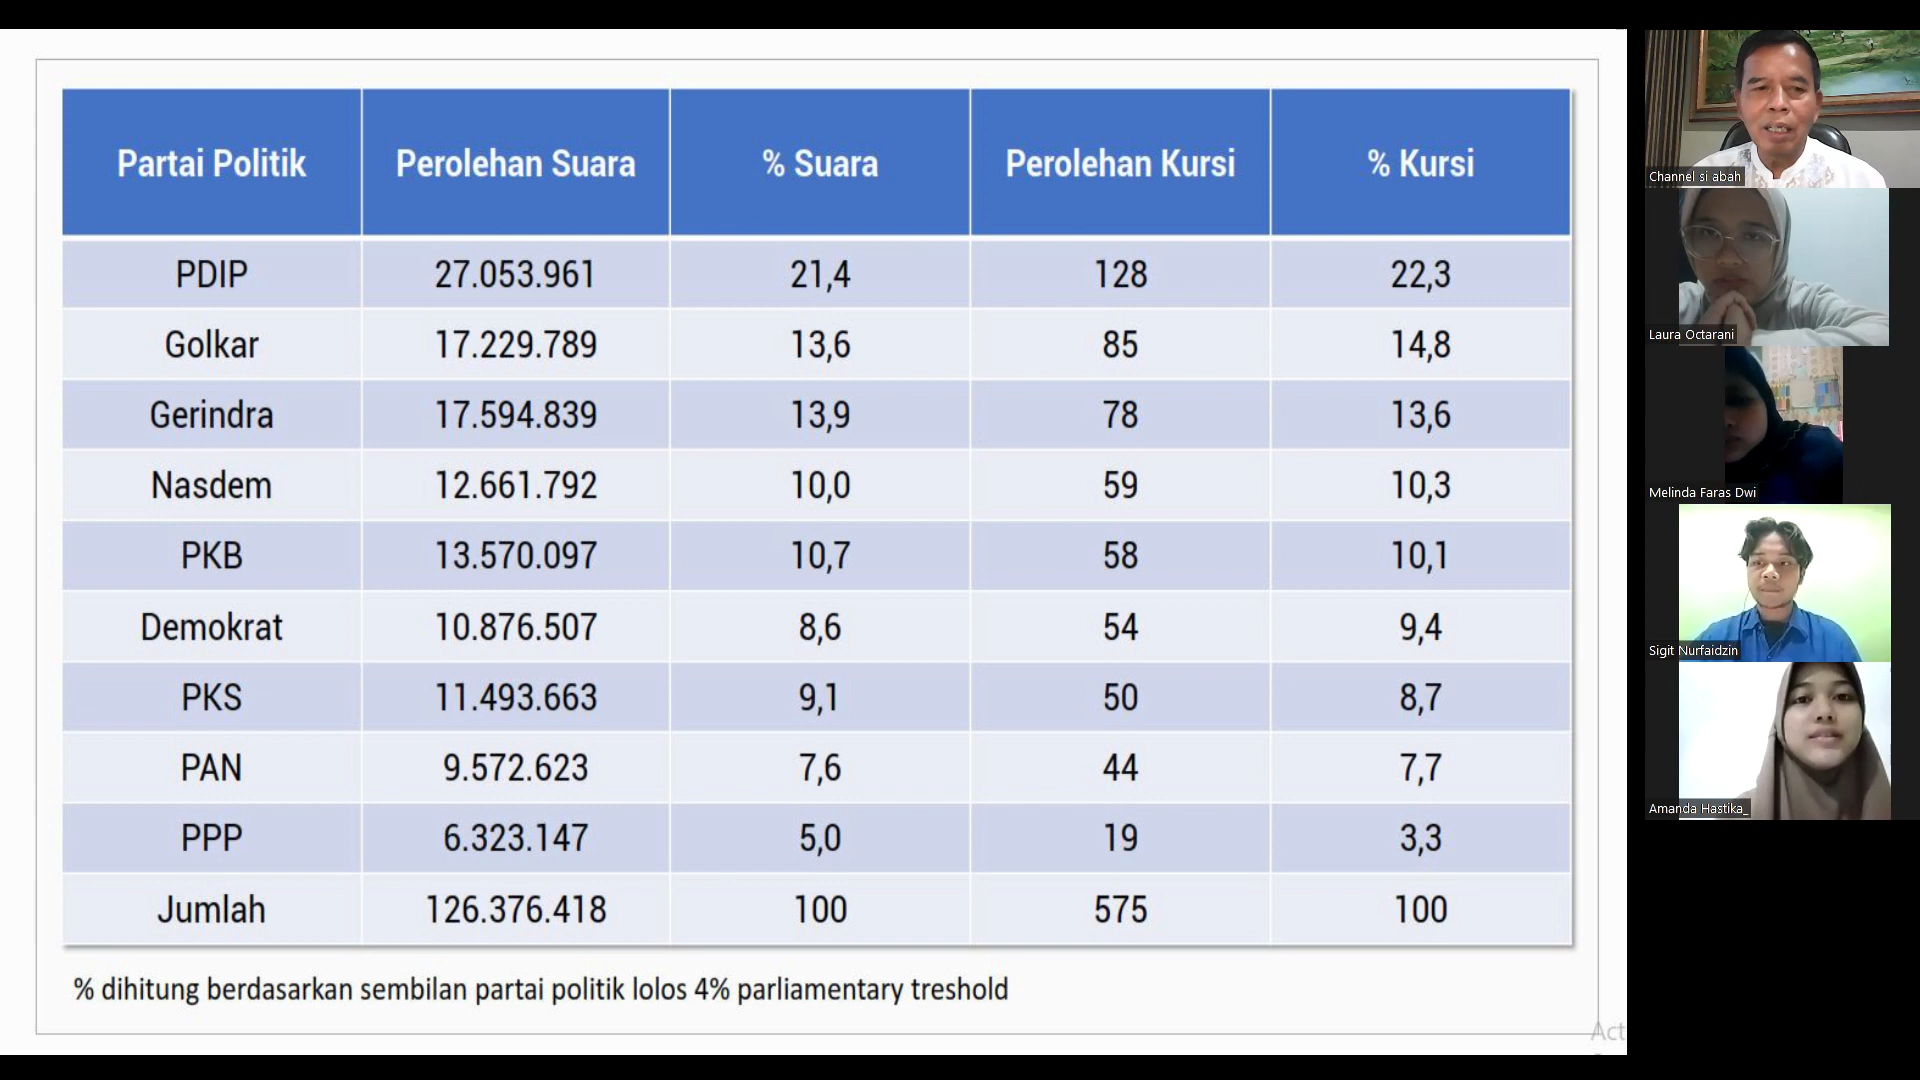 Partai Politik Perolehan Suara % Suara Perolehan Kursi % Kursi
PDIP 27.053.961 21,4 128 22,3
Golkar 17.229.789 13,6 85 14,8
Gerindra 17.594.839 13,9 78 13,6
Nasdem 12.661.792 10,0 59 10,3
PKB 13.570.097 10,7 58 10,1
Demokrat 10.876.507 8,6 54 9,4
PKS 11.493.663 9,1 50 8,7
PAN 9.572.623 7,6 44 7,7
PPP 6.323.147 5,0 19 3,3
Jumlah 126.376.418 100 575 100
% dihitung berdasarkan sembilan partai politik lolos 4% parliamentary treshold
Act
Channel si abah
Laura Octarani
Melinda Faras Dwi
Sigit Nurfaidzin
Amanda Hastika_